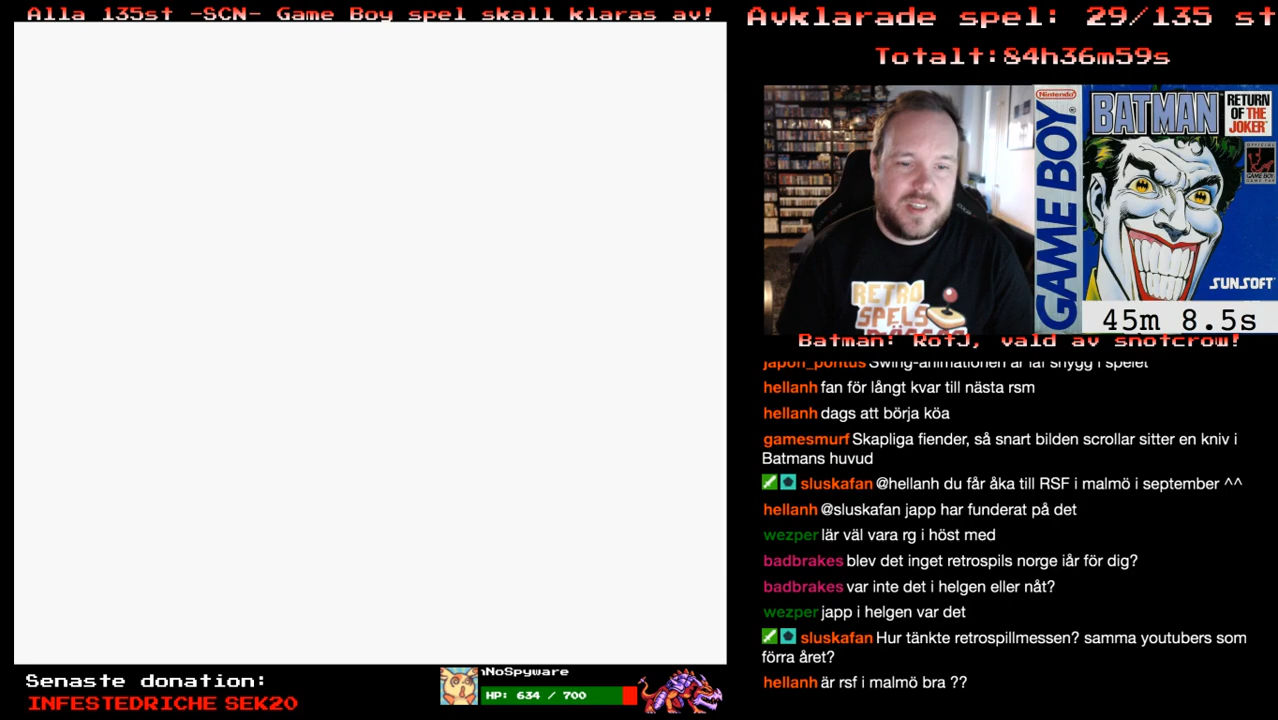 Alla 135st -SCN- Game Boy spel skall klaras av!
Avklarade spel: 29/135 st
Totalt:84h36m59s
Nintendo
GAME BOY
BATMAN
RETURN
OF THE
JOKER
SUNSOFT
RETRO
SPELS
MÄSSAN
45m 8.5s
Batman: RotJ, vald av snotcrow!
japon_pontus Swing-animationen är iaf snygg i spelet
hellanh fan för långt kvar till nästa rsm
hellanh dags att börja köa
gamesmurf Skapliga fiender, så snart bilden scrollar sitter en kniv i
Batmans huvud
sluskafan @hellanh du får åka till RSF i malmö i september ^^
hellanh @sluskafan japp har funderat på det
wezper lär väl vara rg i höst med
badbrakes blev det inget retrospils norge iår för dig?
badbrakes var inte det i helgen eller nåt?
wezper japp i helgen var det
sluskafan Hur tänkte retrospillmessen? samma youtubers som
förra året?
hellanh är rsf i malmö bra ??
Senaste donation:
INFESTEDRICHE SEK20
NoSpyware
HP: 634 / 700